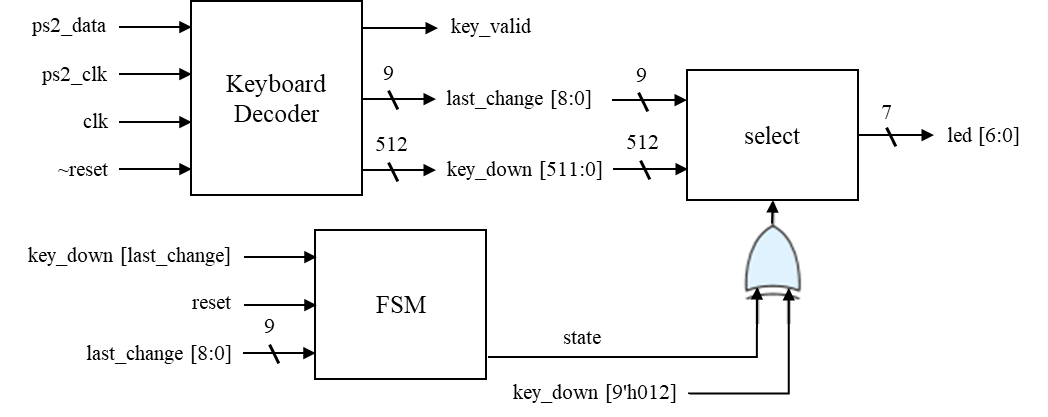 ps2_data
ps2_clk
clk
~reset
Keyboard
Decoder
key_valid
9
last_change [8:0]
512
key_down [511:0]
9
512
select
7
led [6:0]
key_down [last_change]
reset
9
last_change [8:0]
FSM
state
key_down [9'h012]